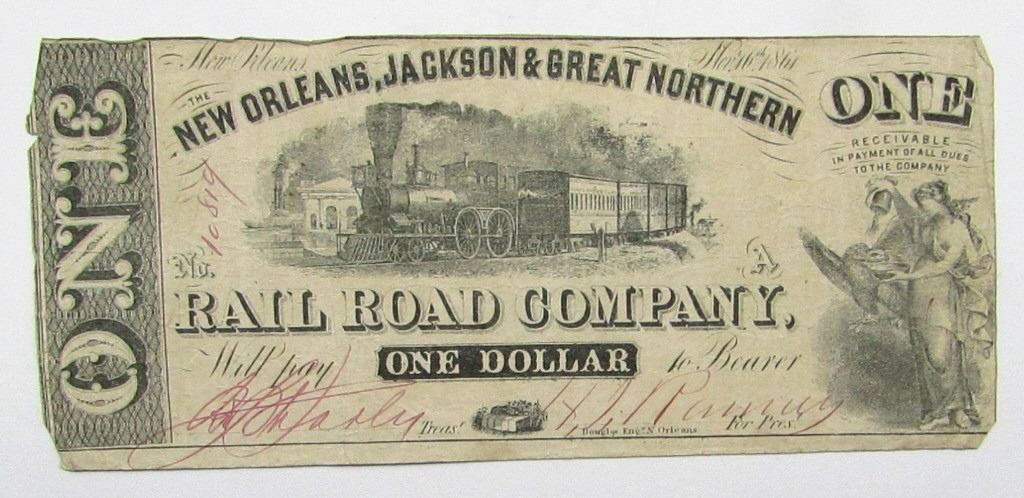 ONE
New Orleans, Nov 16th 1861
THE
NEW ORLEANS, JACKSON & GREAT NORTHERN
ONE
RECEIVABLE
IN PAYMENT OF ALL DUES
TO THE COMPANY
No. 10819
A
RAIL ROAD COMPANY,
Will pay ONE DOLLAR to Bearer
Treas.
Douglas Engr. N. Orleans
For Pres.